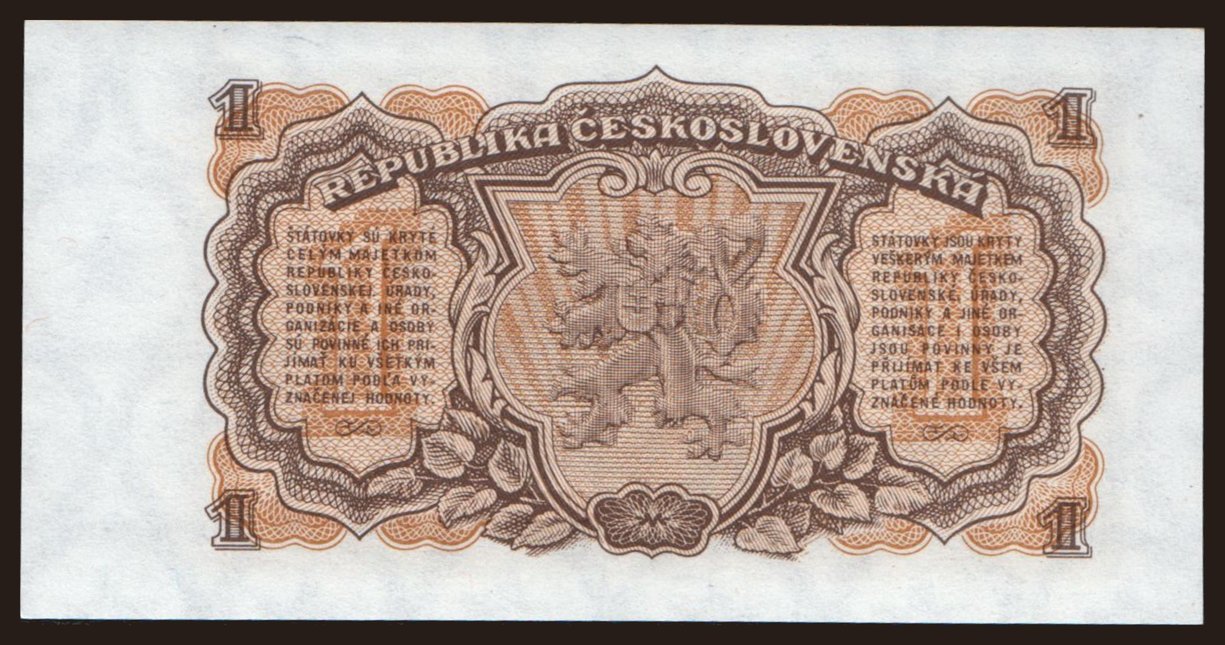 1
1
REPUBLIKA ČESKOSLOVENSKÁ
ŠTÁTOVKY SÚ KRYTÉ
CELÝM MAJETKOM
REPUBLIKY ČESKO-
SLOVENSKEJ. ÚRADY,
PODNIKY A INÉ OR-
GANIZÁCIE A OSOBY
SÚ POVINNÉ ICH PRI-
JÍMAŤ KU VŠETKÝM
PLATOM PODĽA VY-
ZNAČENEJ HODNOTY.
STÁTOVKY JSOU KRYTY
VEŠKERÝM MAJETKEM
REPUBLIKY ČESKO-
SLOVENSKÉ. ÚŘADY,
PODNIKY A JINÉ OR-
GANISACE I OSOBY
JSOU POVINNY JE
PŘIJÍMAT KE VŠEM
PLATŮM PODLE VY-
ZNAČENÉ HODNOTY.
1
1